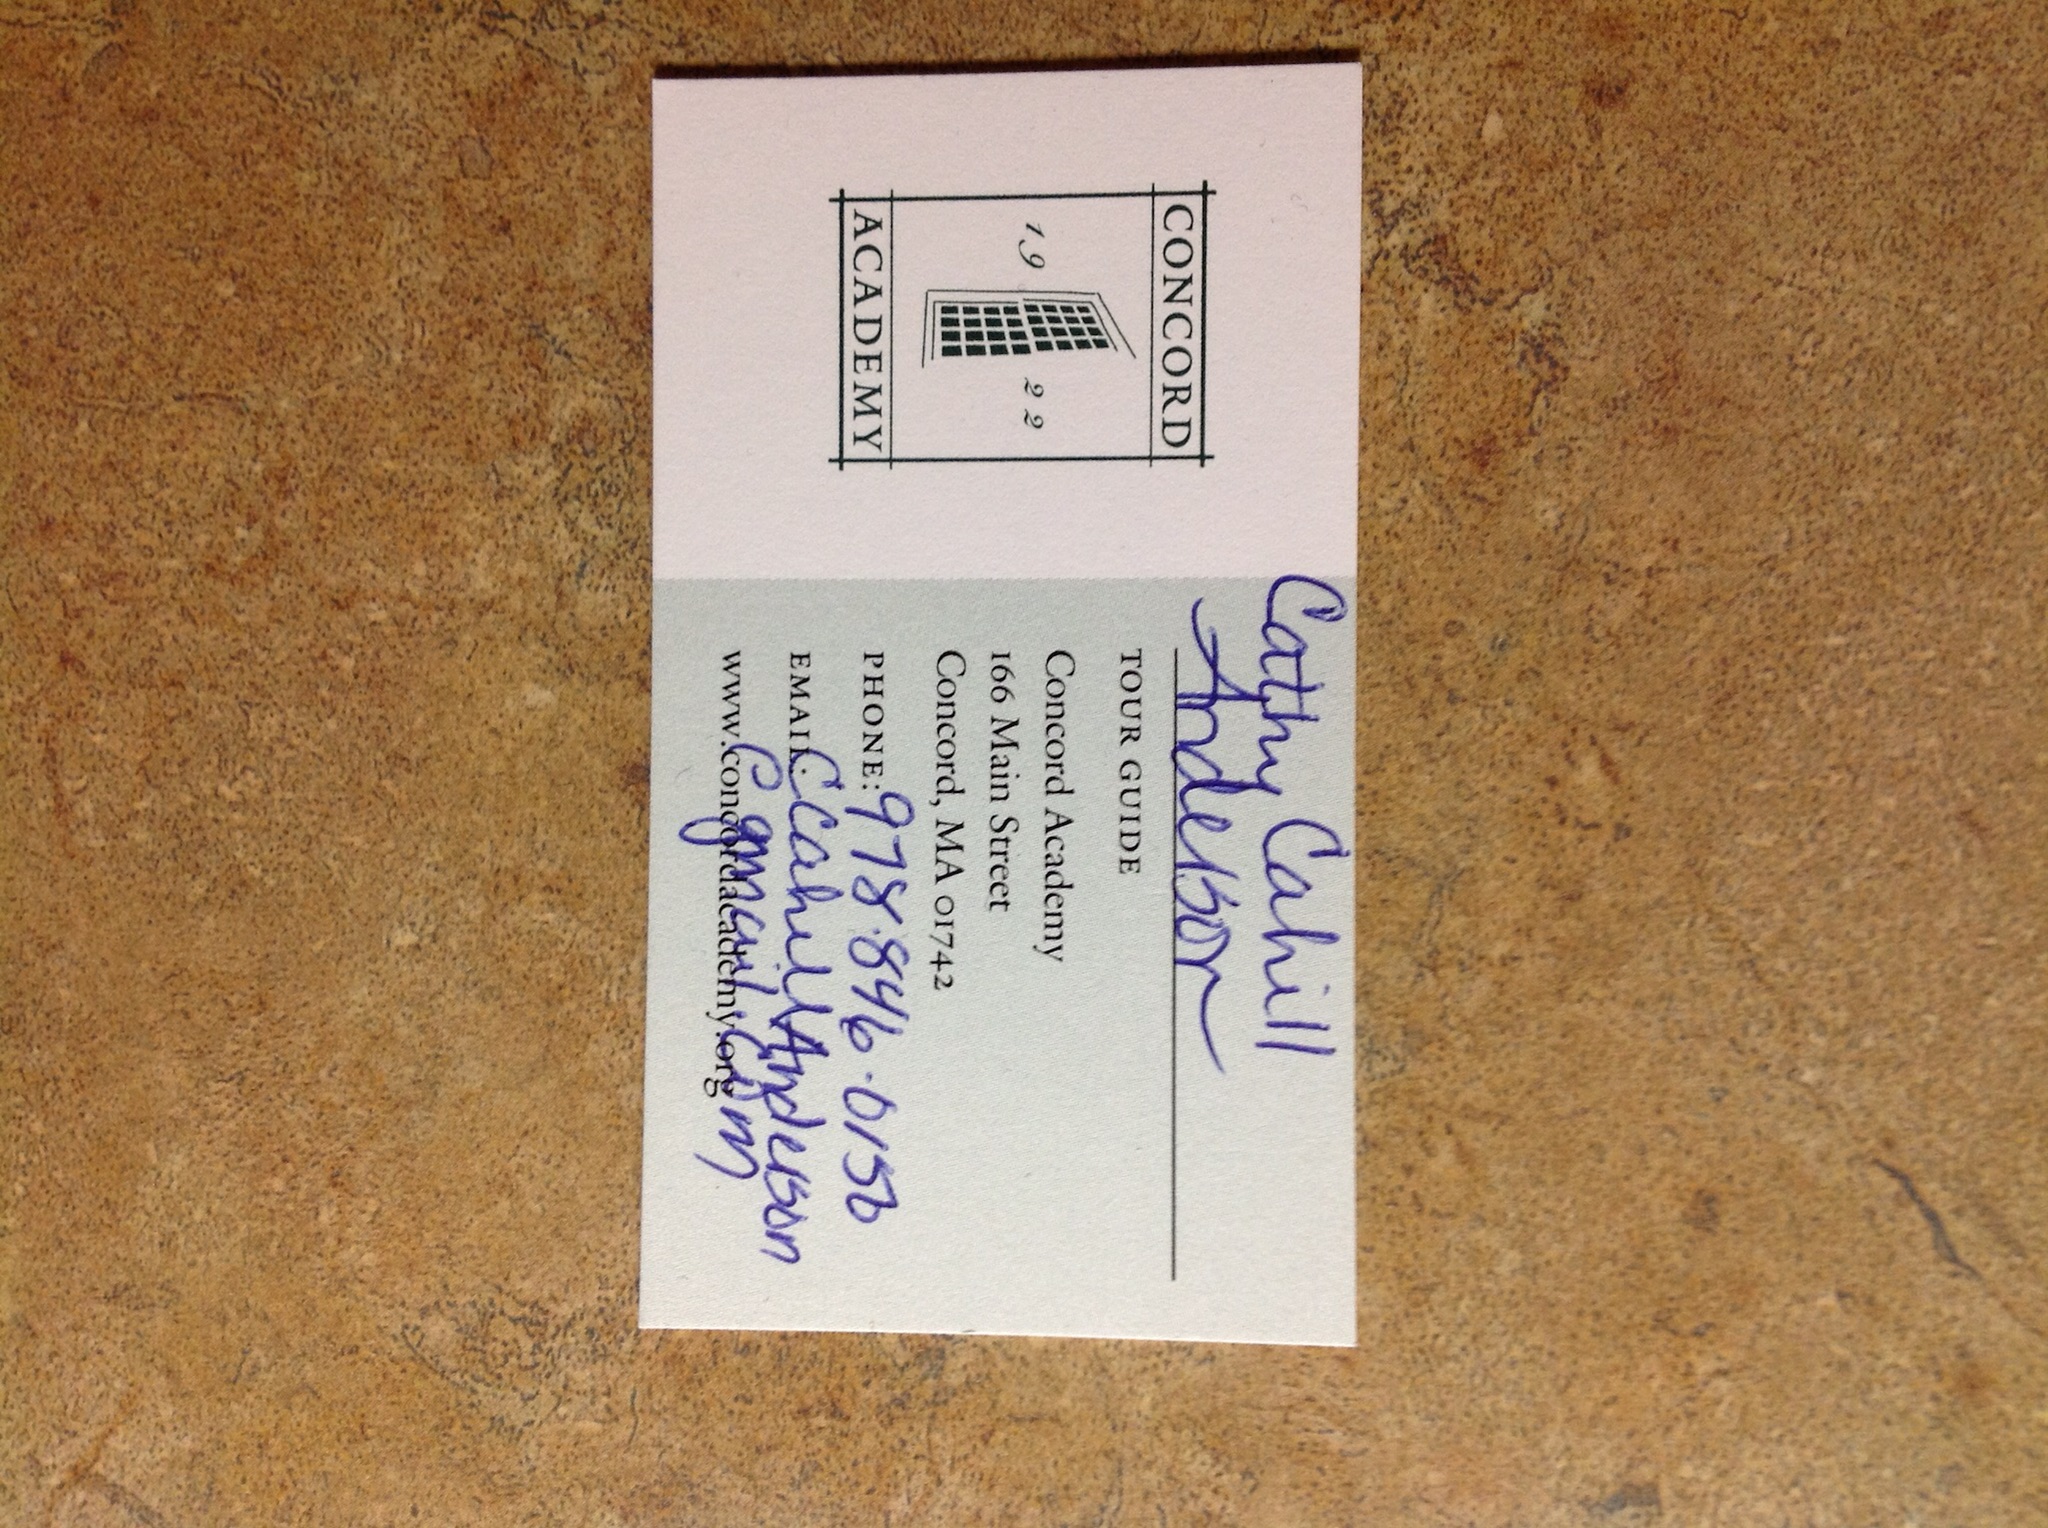 CONCORD
19 22
ACADEMY
Cathy Cahill
Anderson
TOUR GUIDE
Concord Academy
166 Main Street
Concord, MA 01742
PHONE: 978.846.0156
EMAIL: CCahillAnderson
@gmail.com
www.concordacademy.org